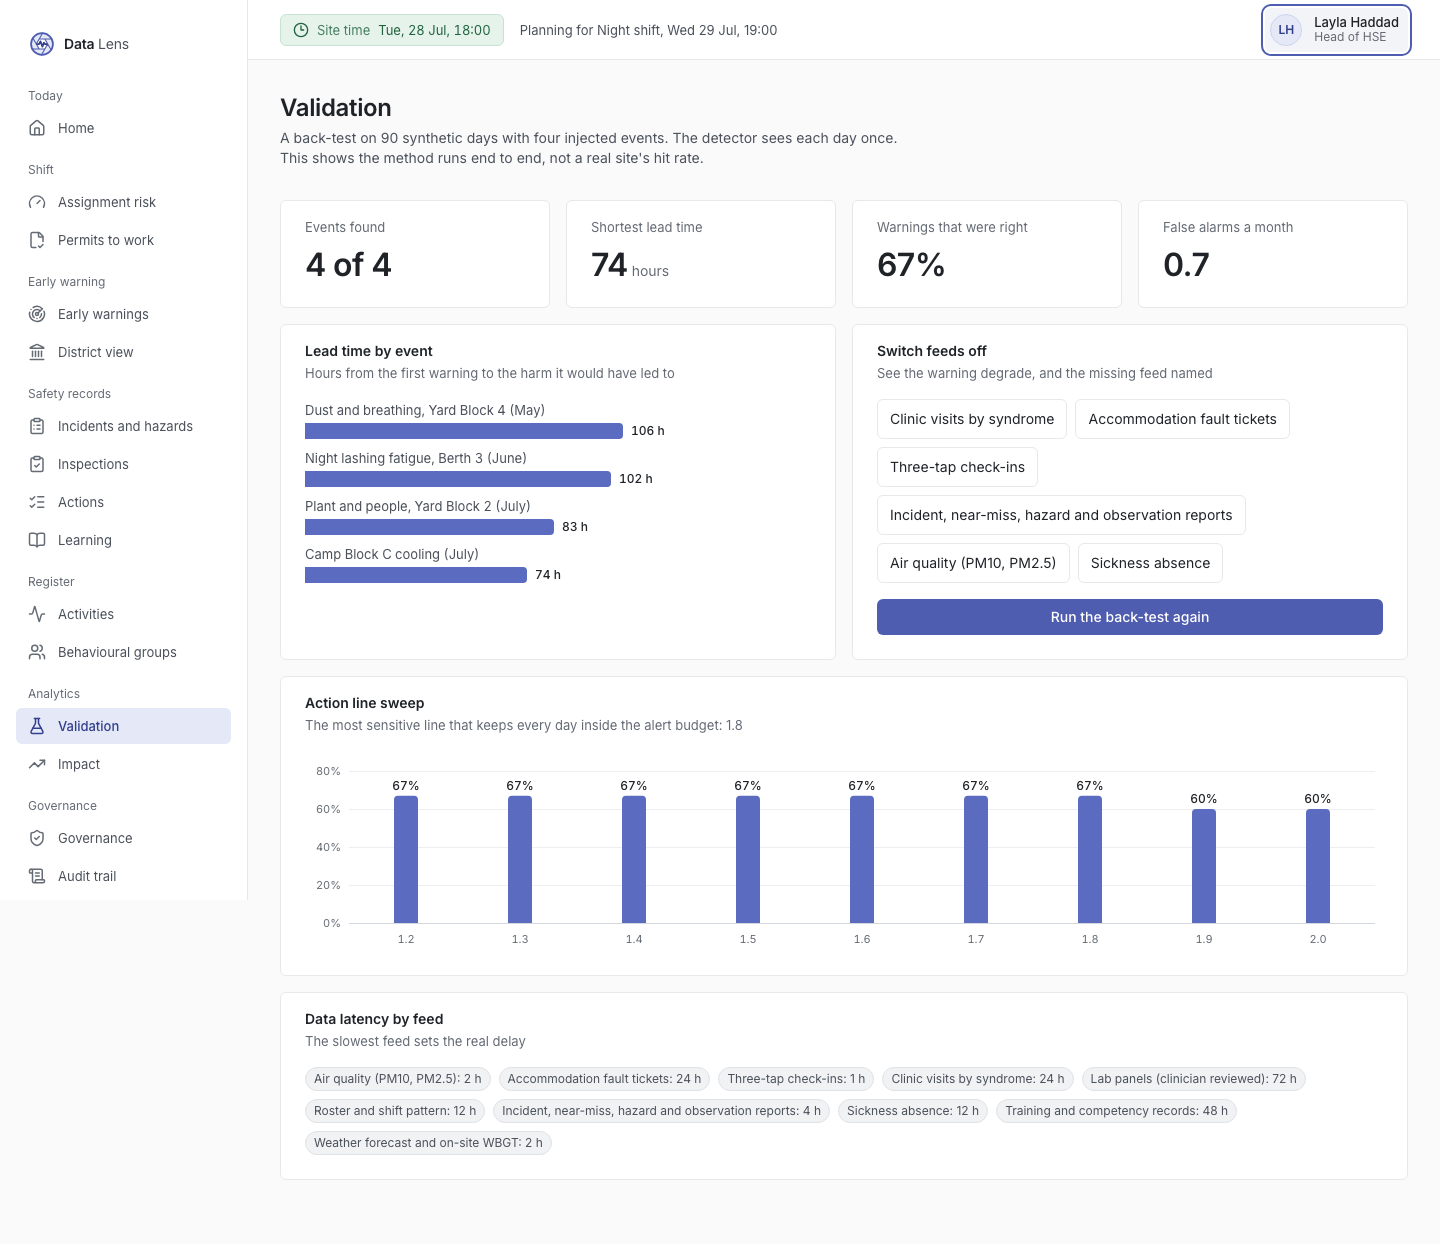 Data Lens
Site time Tue, 28 Jul, 18:00
Planning for Night shift, Wed 29 Jul, 19:00
LH
Layla Haddad
Head of HSE
Today
Home
Shift
Assignment risk
Permits to work
Early warning
Early warnings
District view
Safety records
Incidents and hazards
Inspections
Actions
Learning
Register
Activities
Behavioural groups
Analytics
Validation
Impact
Governance
Governance
Audit trail
Validation
A back-test on 90 synthetic days with four injected events. The detector sees each day once.
This shows the method runs end to end, not a real site's hit rate.
Events found
4 of 4
Shortest lead time
74 hours
Warnings that were right
67%
False alarms a month
0.7
Lead time by event
Hours from the first warning to the harm it would have led to
Dust and breathing, Yard Block 4 (May)
106 h
Night lashing fatigue, Berth 3 (June)
102 h
Plant and people, Yard Block 2 (July)
83 h
Camp Block C cooling (July)
74 h
Switch feeds off
See the warning degrade, and the missing feed named
Clinic visits by syndrome
Accommodation fault tickets
Three-tap check-ins
Incident, near-miss, hazard and observation reports
Air quality (PM10, PM2.5)
Sickness absence
Run the back-test again
Action line sweep
The most sensitive line that keeps every day inside the alert budget: 1.8
80%
60%
40%
20%
0%
67% 67% 67% 67% 67% 67% 67% 60% 60%
1.2 1.3 1.4 1.5 1.6 1.7 1.8 1.9 2.0
Data latency by feed
The slowest feed sets the real delay
Air quality (PM10, PM2.5): 2 h
Accommodation fault tickets: 24 h
Three-tap check-ins: 1 h
Clinic visits by syndrome: 24 h
Lab panels (clinician reviewed): 72 h
Roster and shift pattern: 12 h
Incident, near-miss, hazard and observation reports: 4 h
Sickness absence: 12 h
Training and competency records: 48 h
Weather forecast and on-site WBGT: 2 h